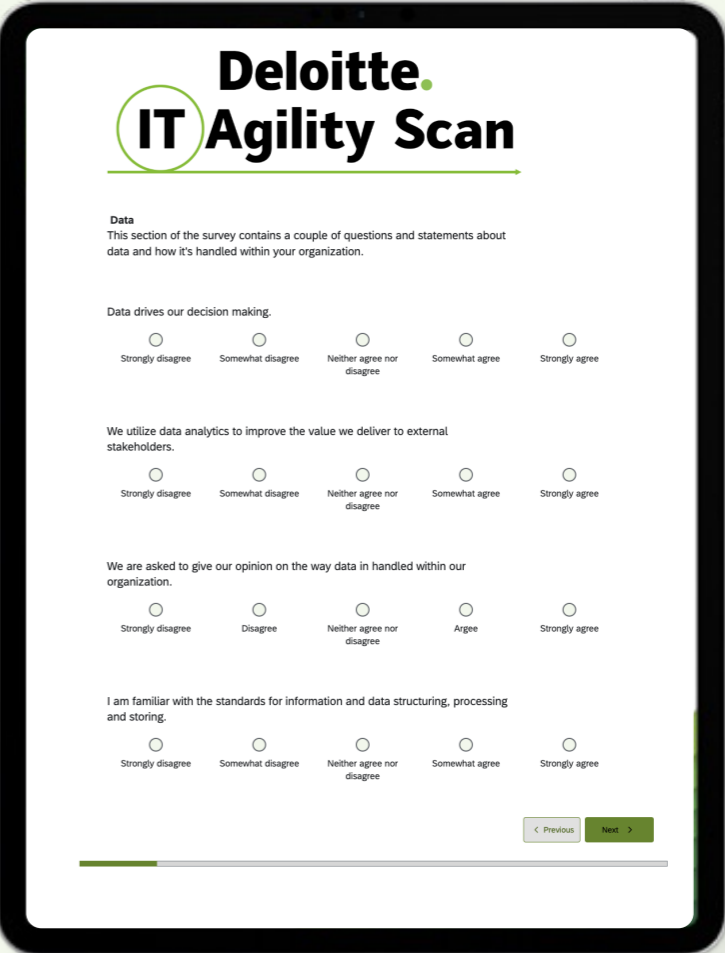 Deloitte.
IT Agility Scan
Data
This section of the survey contains a couple of questions and statements about
data and how it's handled within your organization.
Data drives our decision making.
Strongly disagree Somewhat disagree Neither agree nor disagree Somewhat agree Strongly agree
We utilize data analytics to improve the value we deliver to external
stakeholders.
Strongly disagree Somewhat disagree Neither agree nor disagree Somewhat agree Strongly agree
We are asked to give our opinion on the way data in handled within our
organization.
Strongly disagree Disagree Neither agree nor disagree Argee Strongly agree
I am familiar with the standards for information and data structuring, processing
and storing.
Strongly disagree Somewhat disagree Neither agree nor disagree Somewhat agree Strongly agree
Previous Next